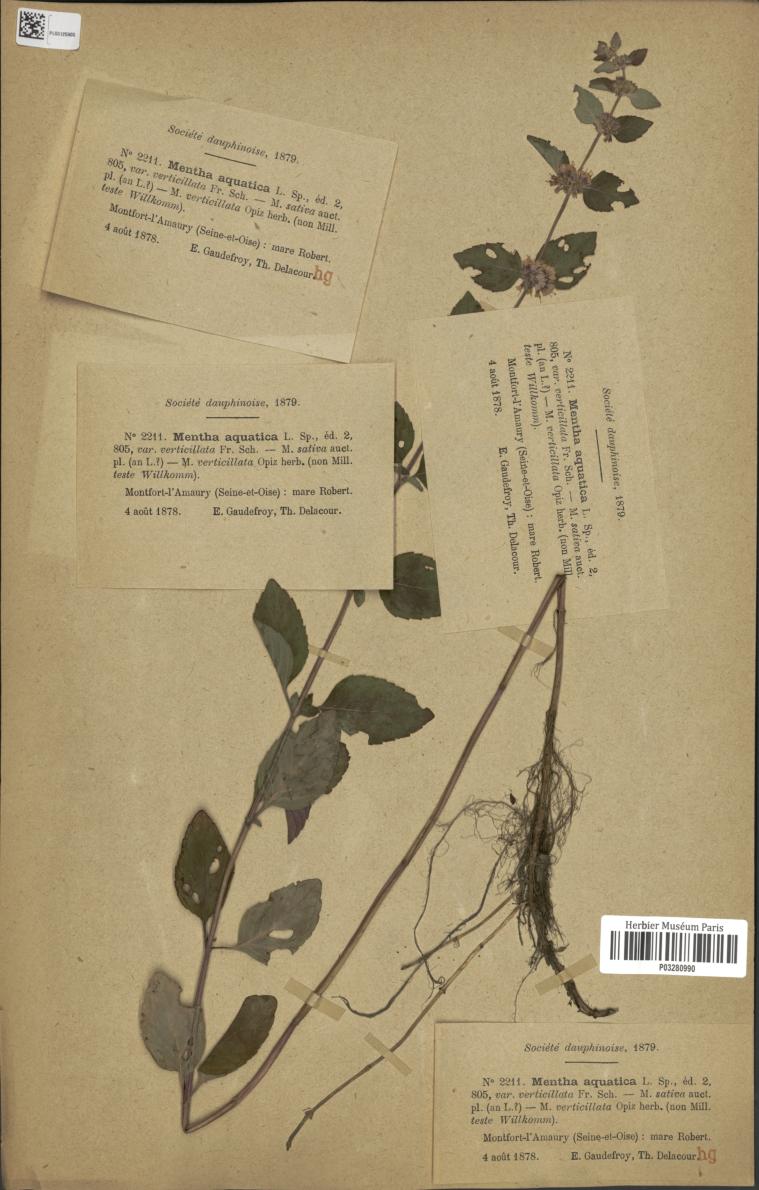 Société dauphinoise, 1879.
Nº 2211. Mentha aquatica L. Sp., éd. 2,
805, var. verticillata Fr. Sch. — M. sativa auct.
pl. (an L.?) — M. verticillata Opiz herb. (non Mill.
teste Willkomm).
Montfort-l'Amaury (Seine-et-Oise) : mare Robert.
4 août 1878. E. Gaudefroy, Th. Delacour.
hg
Société dauphinoise, 1879.
Nº 2211. Mentha aquatica L. Sp., éd. 2,
805, var. verticillata Fr. Sch. — M. sativa auct.
pl. (an L.?) — M. verticillata Opiz herb. (non Mill.
teste Willkomm).
Montfort-l'Amaury (Seine-et-Oise) : mare Robert.
4 août 1878. E. Gaudefroy, Th. Delacour.
Société dauphinoise, 1879.
Nº 2211. Mentha aquatica L. Sp., éd. 2,
805, var. verticillata Fr. Sch. — M. sativa auct.
pl. (an L.?) — M. verticillata Opiz herb. (non Mill.
teste Willkomm).
Montfort-l'Amaury (Seine-et-Oise) : mare Robert.
4 août 1878. E. Gaudefroy, Th. Delacour.
Herbier Muséum Paris
P03280990
Société dauphinoise, 1879.
Nº 2211. Mentha aquatica L. Sp., éd. 2,
805, var. verticillata Fr. Sch. — M. sativa auct.
pl. (an L.?) — M. verticillata Opiz herb. (non Mill.
teste Willkomm).
Montfort-l'Amaury (Seine-et-Oise) : mare Robert.
4 août 1878. E. Gaudefroy, Th. Delacour.
hg